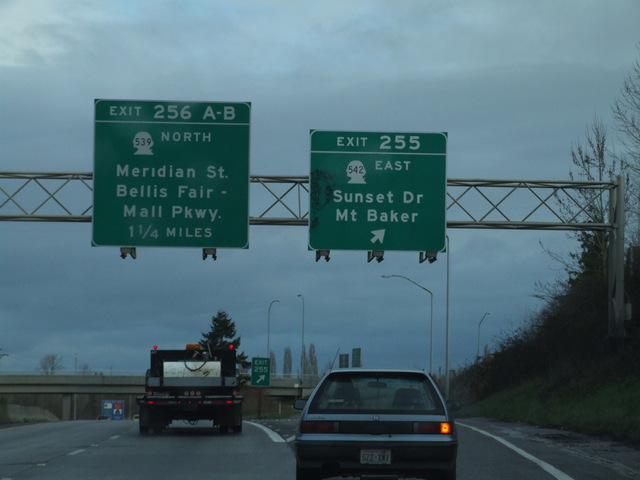 EXIT 256 A-B
539 NORTH
Meridian St.
Bellis Fair -
Mall Pkwy.
1 1/4 MILES
EXIT 255
542 EAST
Sunset Dr
Mt Baker
EXIT
255